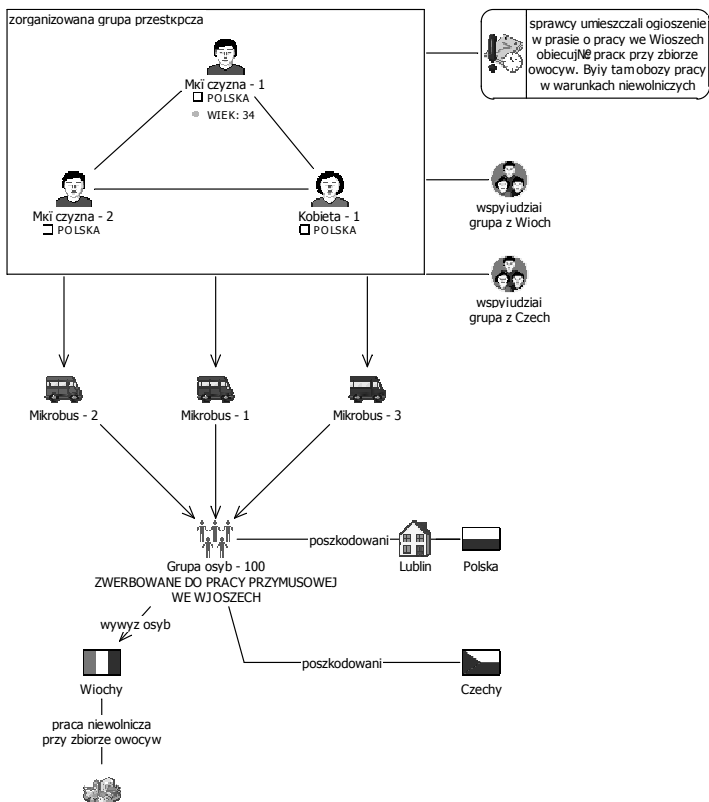 zorganizowana grupa przestкpcza
sprawcy umieszczali ogіoszenie
w prasie o pracy we Wіoszech
obiecuj№ pracк przy zbiorze
owocуw. Byіy tam obozy pracy
w warunkach niewolniczych
Mкї czyzna - 1
POLSKA
WIEK: 34
Mкї czyzna - 2
POLSKA
Kobieta - 1
POLSKA
wspуіudziaі
grupa z Wіoch
wspуіudziaі
grupa z Czech
Mikrobus - 2
Mikrobus - 1
Mikrobus - 3
poszkodowani
Lublin
Polska
Grupa osуb - 100
ZWERBOWANE DO PRACY PRZYMUSOWEJ
WE WJOSZECH
wywуz osуb
poszkodowani
Wіochy
Czechy
praca niewolnicza
przy zbiorze owocуw